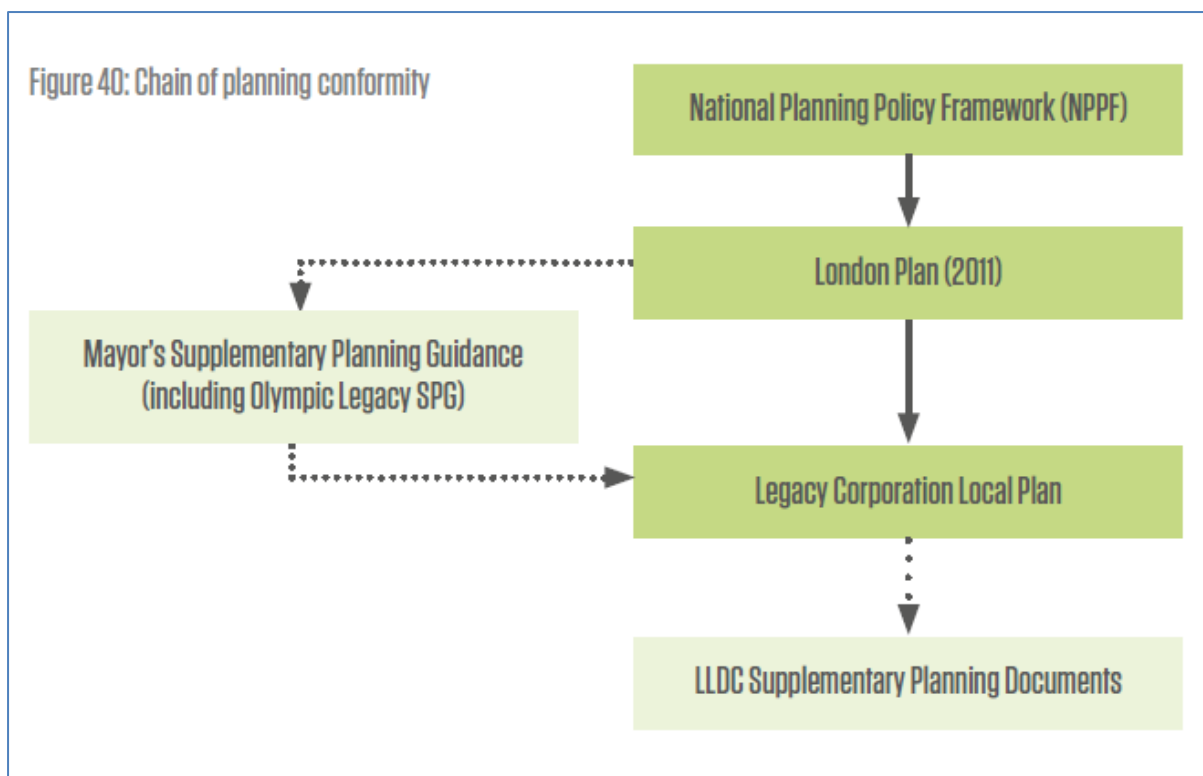 Figure 40: Chain of planning conformity
National Planning Policy Framework (NPPF)
London Plan (2011)
Mayor's Supplementary Planning Guidance
(including Olympic Legacy SPG)
Legacy Corporation Local Plan
LLDC Supplementary Planning Documents